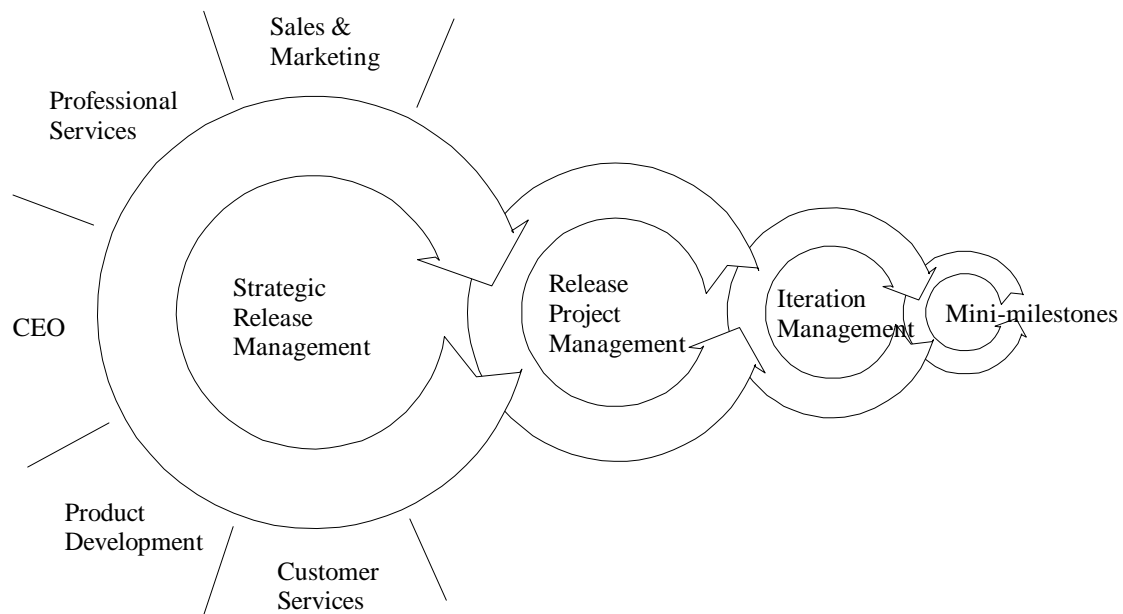 Sales &
Marketing
Professional
Services
CEO
Product
Development
Customer
Services
Strategic
Release
Management
Release
Project
Management
Iteration
Management
Mini-milestones